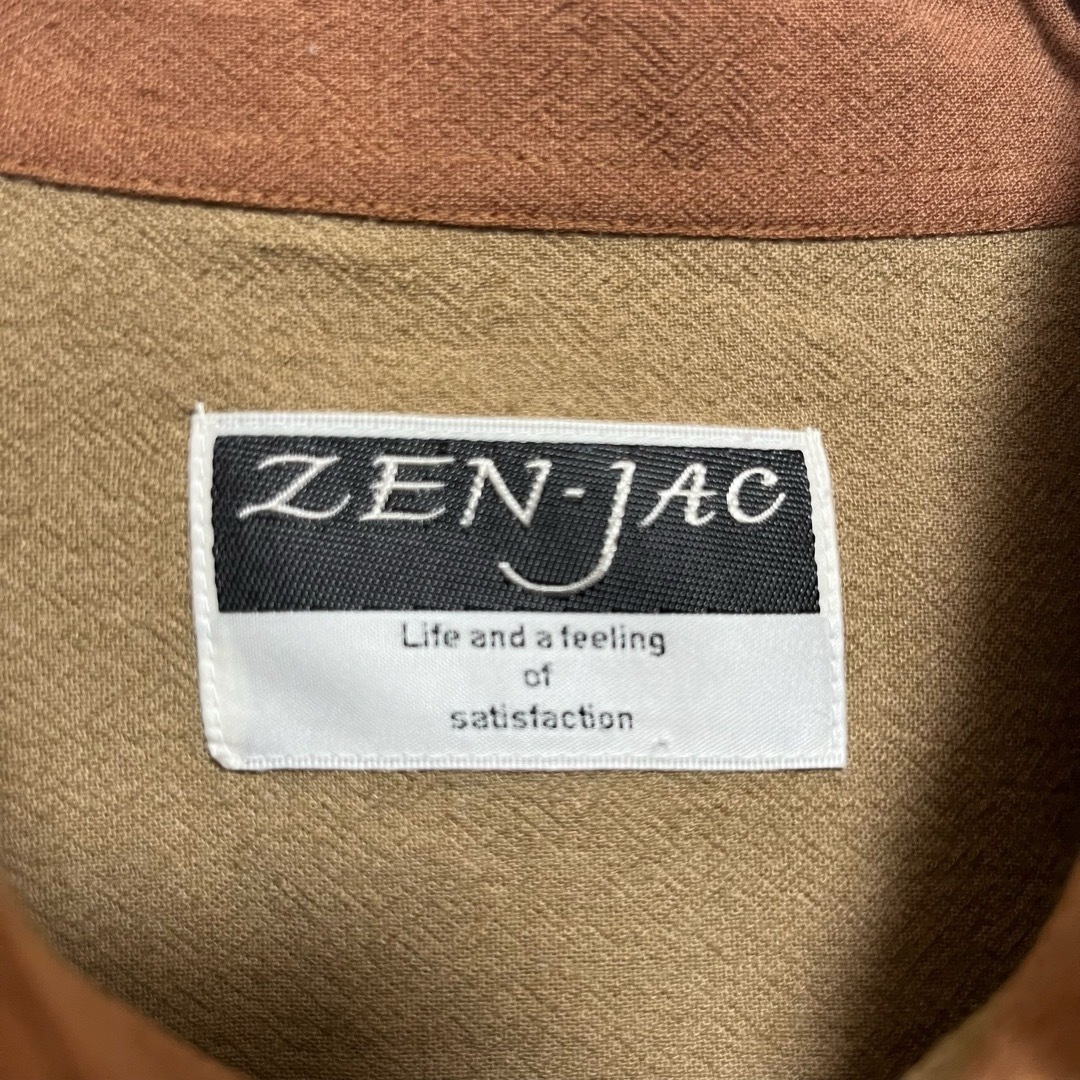 ZEN-JAC
Life and a feeling
of
satisfaction